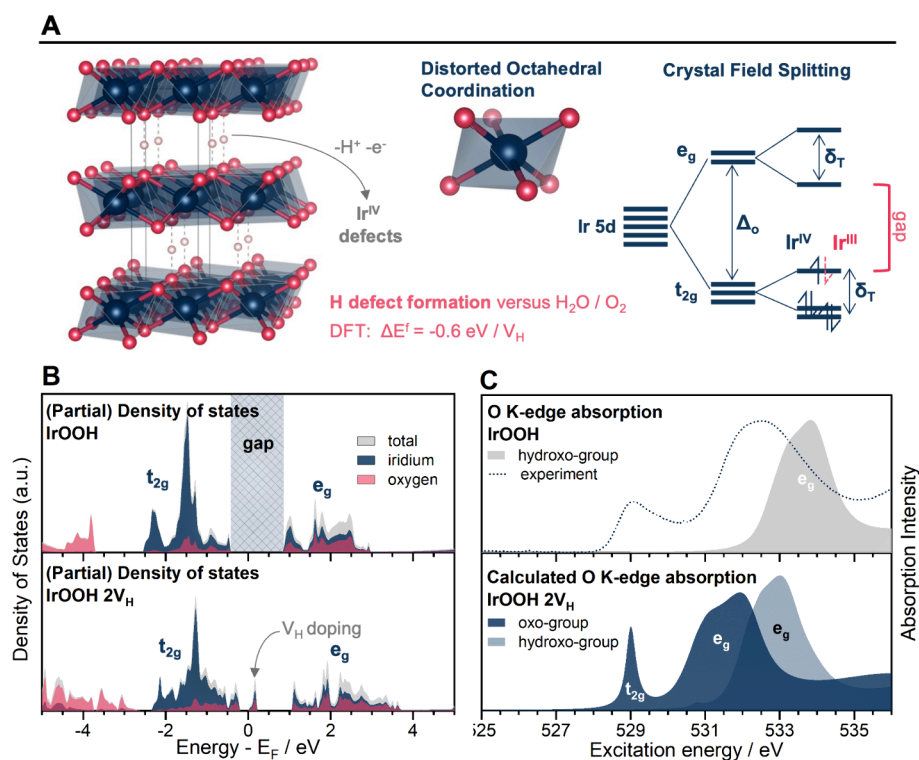 A
Distorted Octahedral
Coordination
Crystal Field Splitting
-H⁺ -e⁻
Ir^IV
defects
e_g
δ_T
Ir 5d
Δ_o
gap
Ir^IV
Ir^III
t_2g
δ_T
H defect formation versus H₂O / O₂
DFT: ΔE^f = -0.6 eV / V_H
B
(Partial) Density of states
IrOOH
gap
total
iridium
oxygen
t_2g
e_g
(Partial) Density of states
IrOOH 2V_H
V_H doping
t_2g
e_g
Density of States (a.u.)
-4 -2 0 2 4
Energy - E_F / eV
C
O K-edge absorption
IrOOH
hydroxo-group
experiment
e_g
Calculated O K-edge absorption
IrOOH 2V_H
oxo-group
hydroxo-group
e_g
e_g
t_2g
Absorption Intensity
525 527 529 531 533 535
Excitation energy / eV